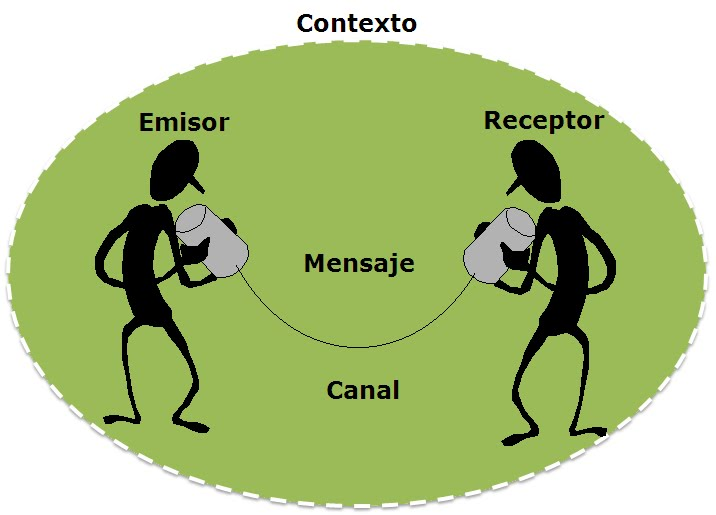 Contexto
Emisor
Receptor
Mensaje
Canal